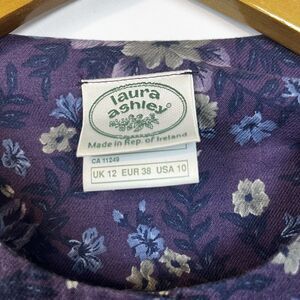 laura
ashley
Made in Rep. of Ireland
CA 11249
UK 12 EUR 38 USA 10